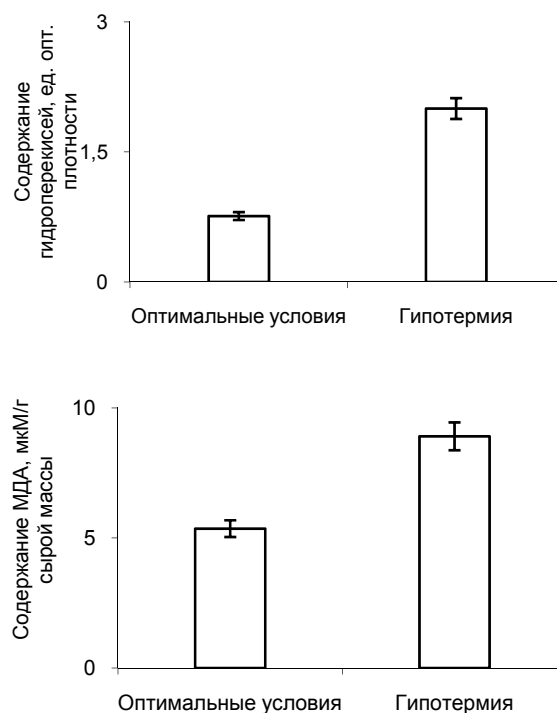 Содержание
гидроперекисей, ед. опт.
плотности
3
1,5
0
Оптимальные условия
Гипотермия
Содержание МДА, мкМ/г
сырой массы
10
5
0
Оптимальные условия
Гипотермия